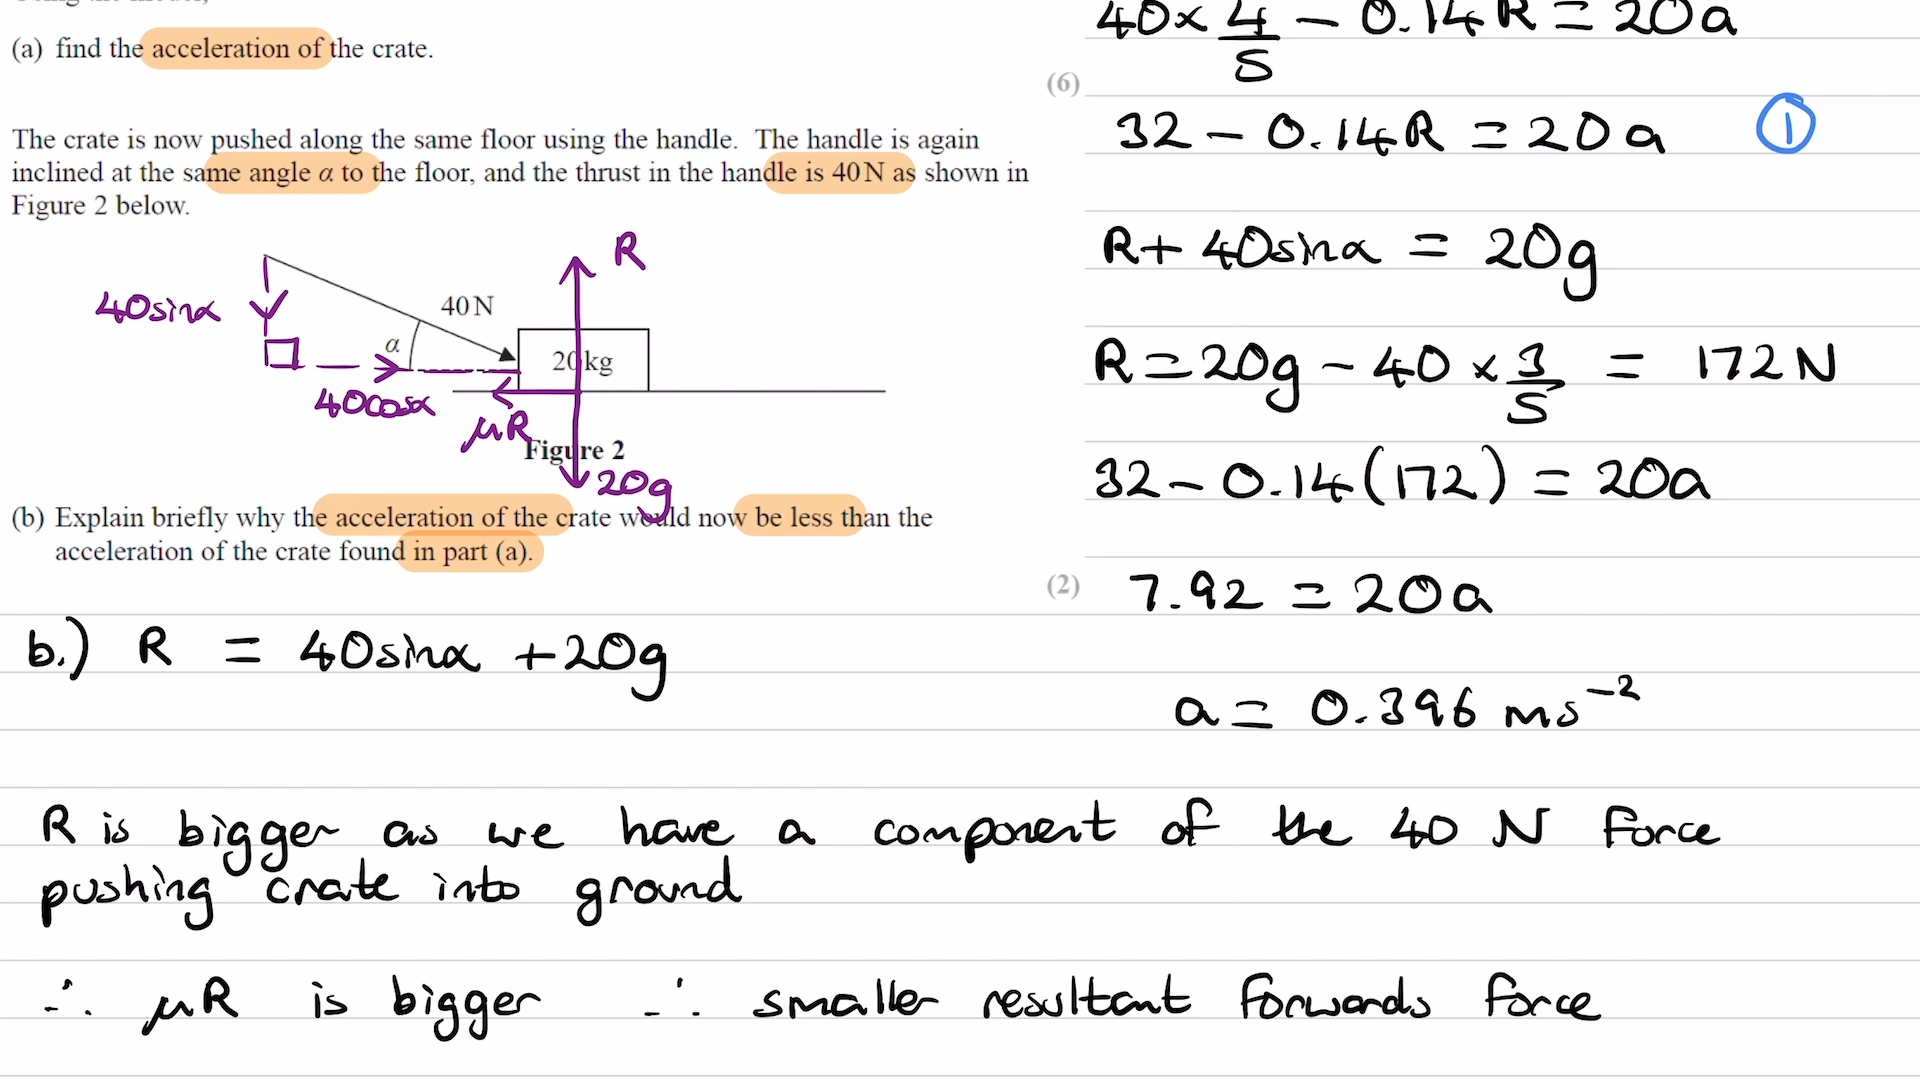 (a) find the acceleration of the crate.
(6)
The crate is now pushed along the same floor using the handle. The handle is again
inclined at the same angle α to the floor, and the thrust in the handle is 40 N as shown in
Figure 2 below.
R
40sinα
40 N
α
20 kg
40cosα
μR
Figure 2
20g
(b) Explain briefly why the acceleration of the crate would now be less than the
acceleration of the crate found in part (a).
(2)
b.) R = 40sinα + 20g
40 × 4/5 − 0.14R = 20a
32 − 0.14R = 20a ①
R + 40sinα = 20g
R = 20g − 40 × 3/5 = 172N
32 − 0.14(172) = 20a
7.92 = 20a
a = 0.396 ms⁻²
R is bigger as we have a component of the 40 N force
pushing crate into ground
∴ μR is bigger ∴ smaller resultant forwards force